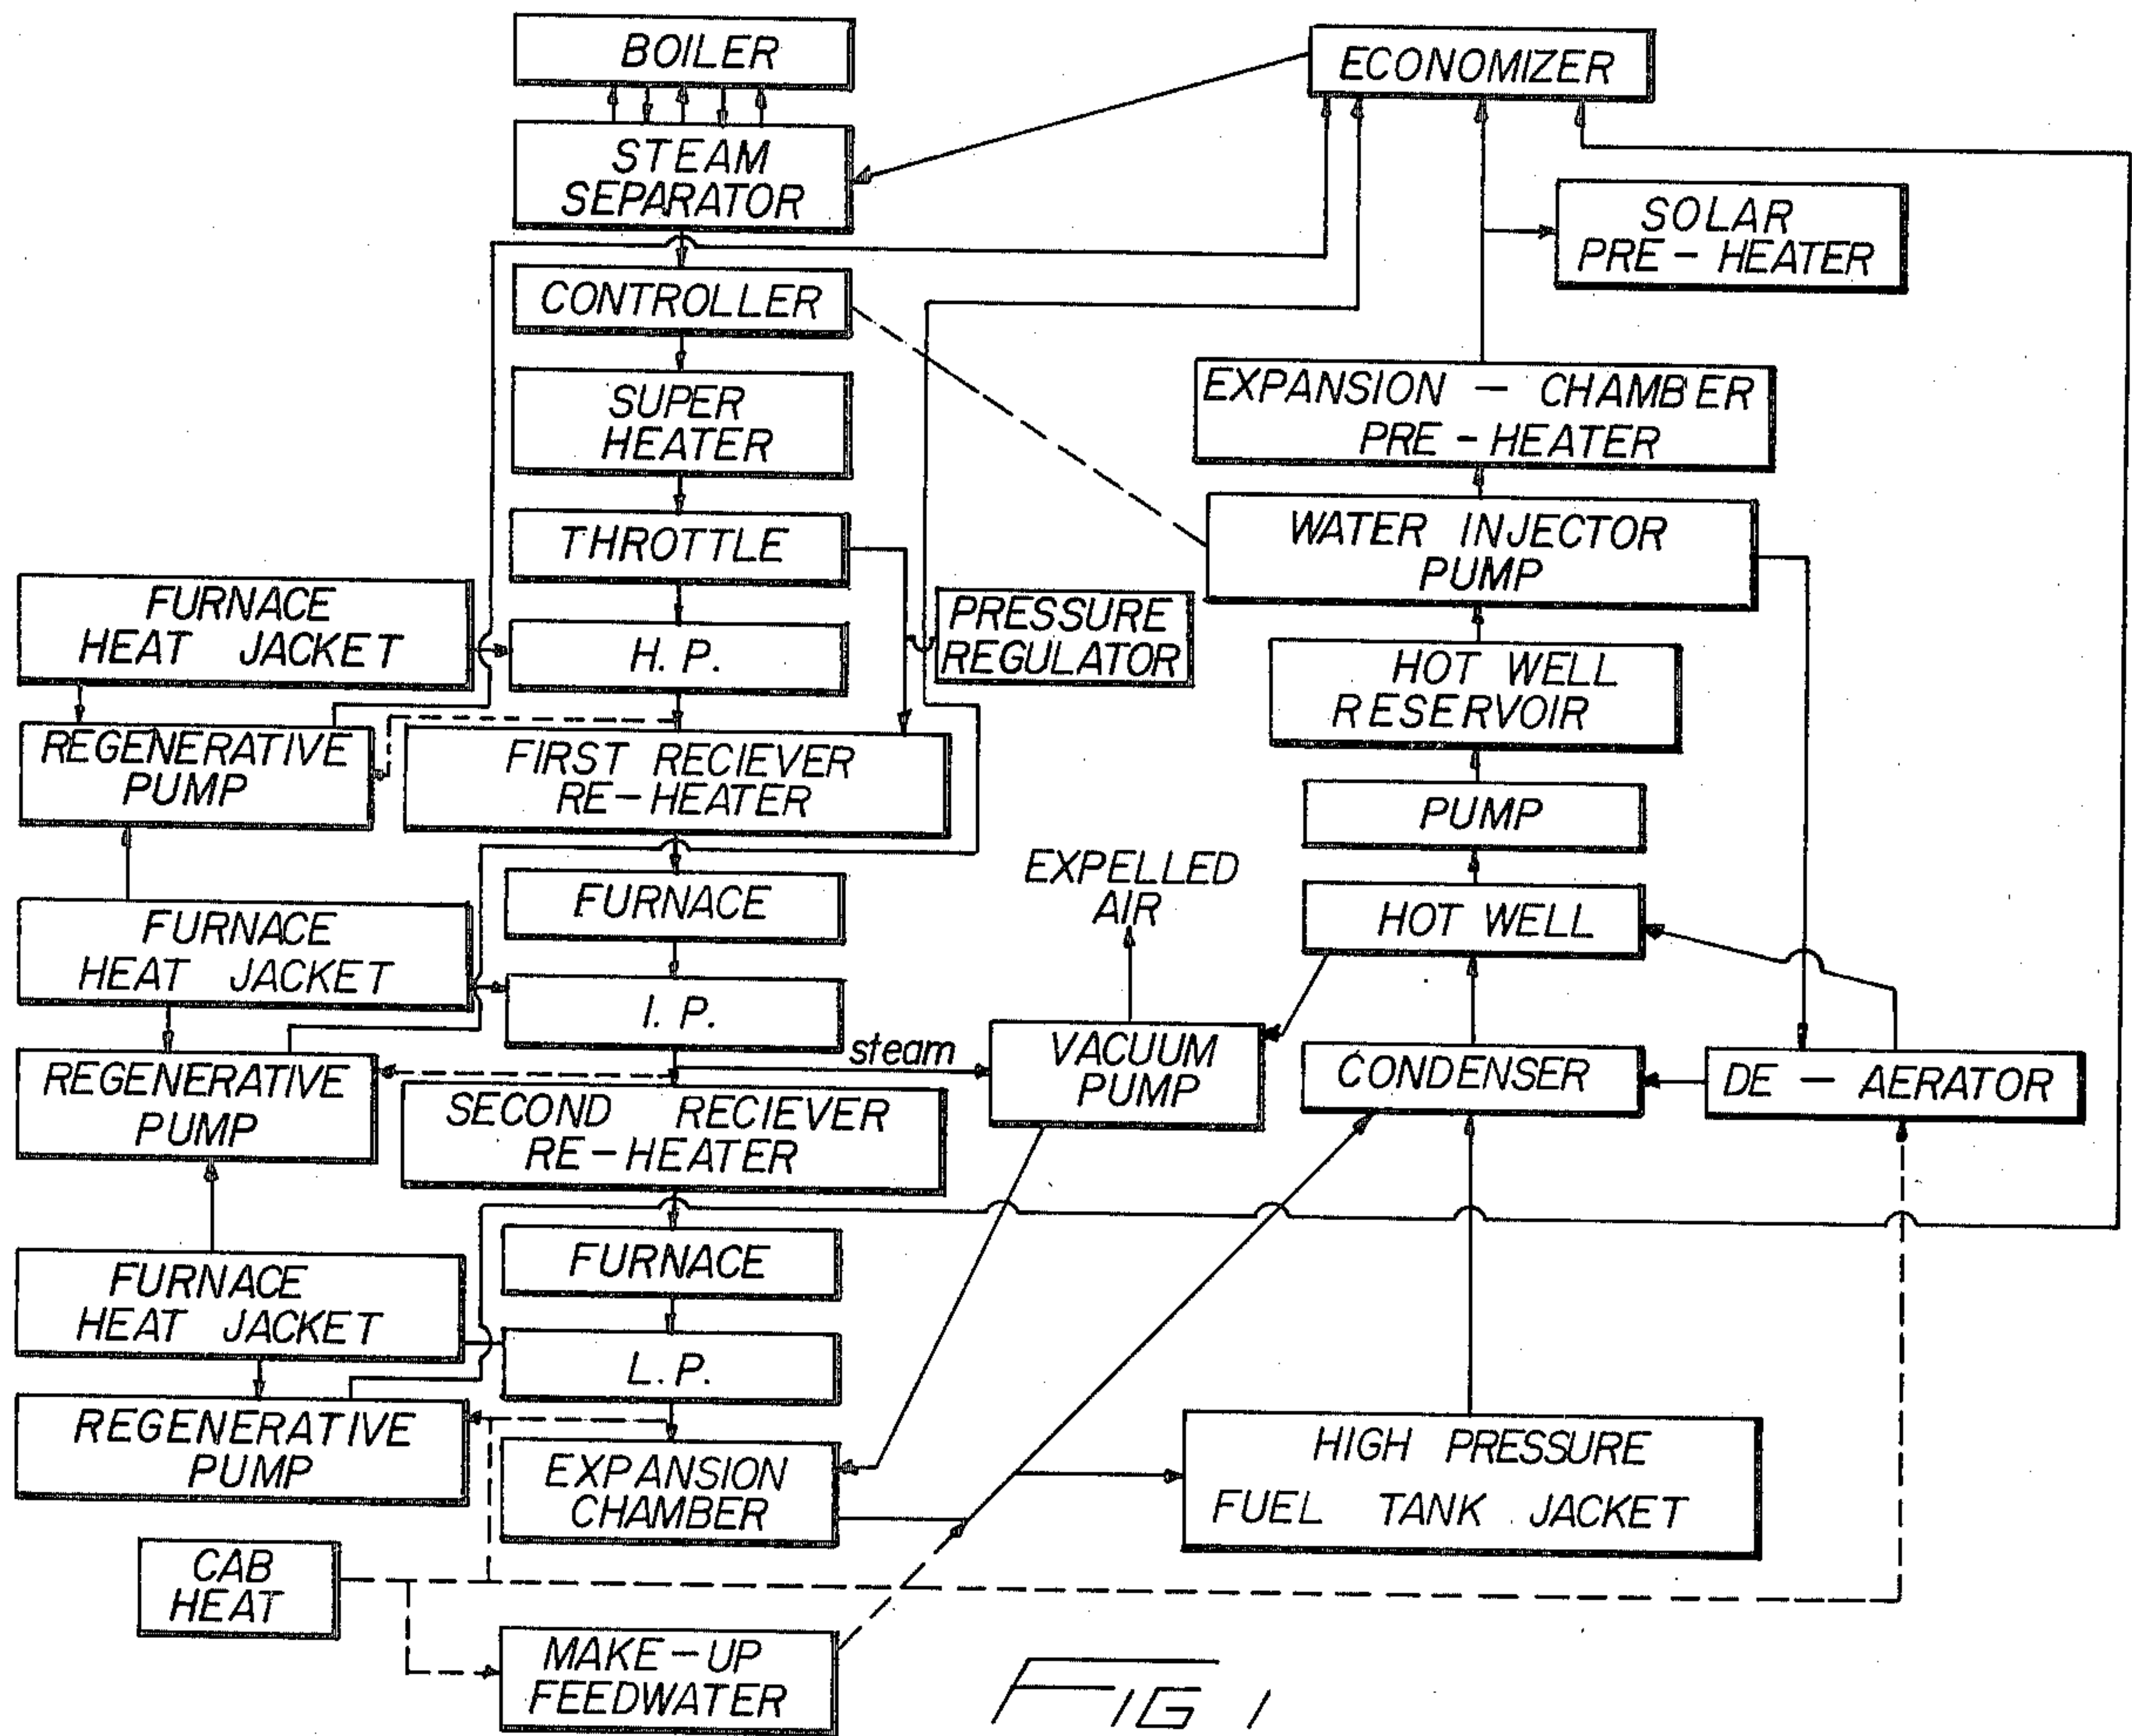 BOILER
ECONOMIZER
STEAM
SEPARATOR
SOLAR
PRE - HEATER
CONTROLLER
SUPER
HEATER
EXPANSION - CHAMBER
PRE - HEATER
THROTTLE
WATER INJECTOR
PUMP
FURNACE
HEAT JACKET
H. P.
PRESSURE
REGULATOR
HOT WELL
RESERVOIR
REGENERATIVE
PUMP
FIRST RECIEVER
RE-HEATER
PUMP
EXPELLED
AIR
FURNACE
HOT WELL
FURNACE
HEAT JACKET
I. P.
steam
VACUUM
PUMP
CONDENSER
DE - AERATOR
REGENERATIVE
PUMP
SECOND RECIEVER
RE-HEATER
FURNACE
FURNACE
HEAT JACKET
L. P.
REGENERATIVE
PUMP
EXPANSION
CHAMBER
HIGH PRESSURE
FUEL TANK JACKET
CAB
HEAT
MAKE-UP
FEEDWATER
FIG 1